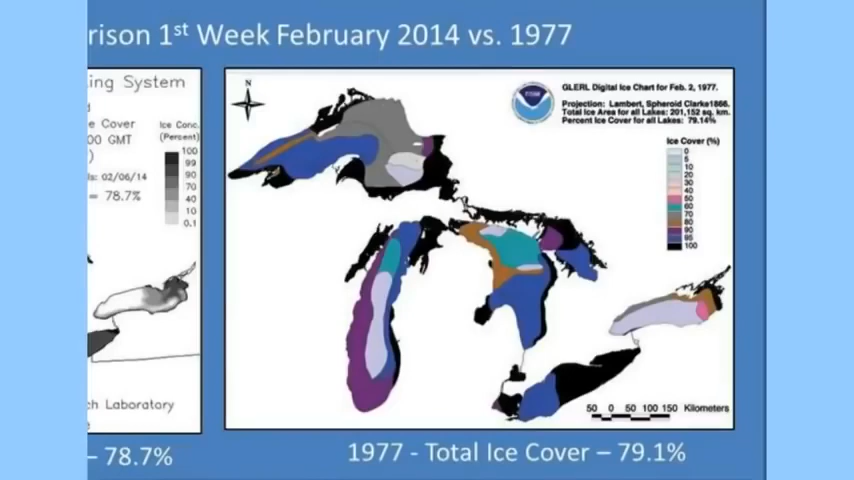 rison 1st Week February 2014 vs. 1977
ing System
e Cover
00 GMT
)
ls: 02/06/14
= 78.7%
Ice Conc.
(Percent)
100
99
90
70
40
0.1
ch Laboratory
e
– 78.7%
N
GLERL Digital Ice Chart for Feb. 2, 1977.
Projection: Lambert, Spheroid Clarke1866.
Total Ice Area for all Lakes: 201,152 sq. km.
Percent Ice Cover for all Lakes: 79.14%
Ice Cover (%)
0
5
10
20
30
40
50
60
70
80
90
95
100
50 0 50 100 150 Kilometers
1977 - Total Ice Cover – 79.1%